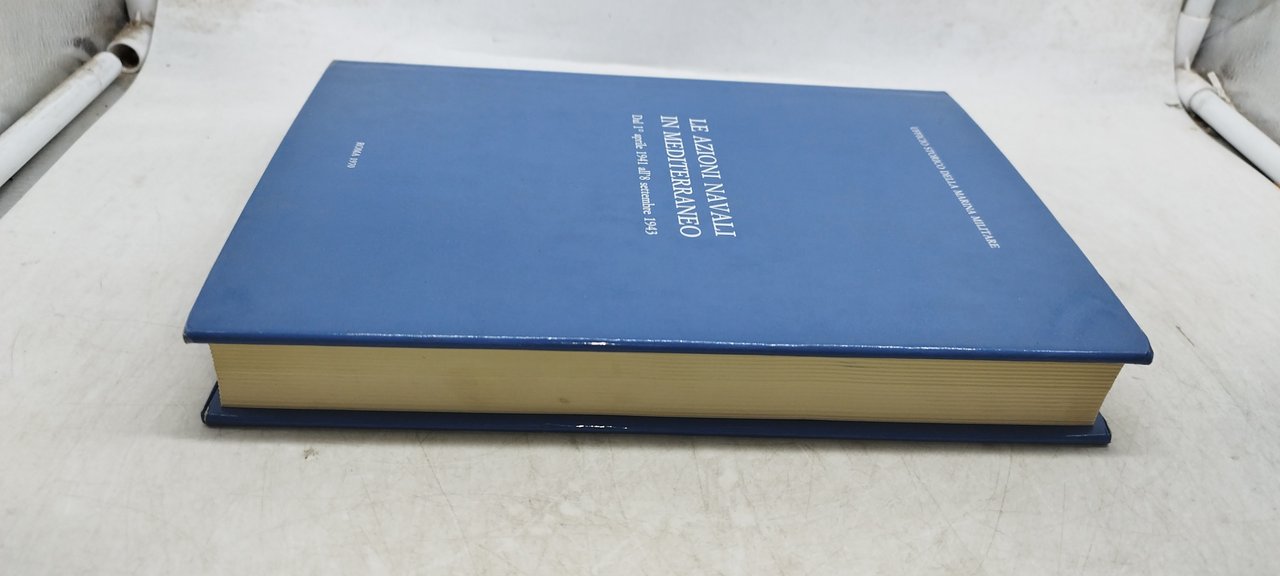 UFFICIO STORICO DELLA MARINA MILITARE
LE AZIONI NAVALI
IN MEDITERRANEO
Dal 1° aprile 1941 all'8 settembre 1943
ROMA 1970